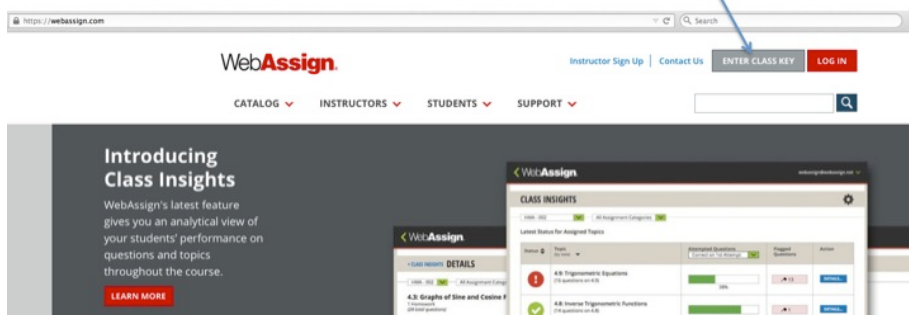 https://webassign.com
Search
WebAssign.
Instructor Sign Up | Contact Us
ENTER CLASS KEY
LOG IN
CATALOG
INSTRUCTORS
STUDENTS
SUPPORT
Introducing
Class Insights
WebAssign's latest feature
gives you an analytical view of
your students' performance on
questions and topics
throughout the course.
LEARN MORE
WebAssign
DETAILS
4.3: Graphs of Sine and Cosine
WebAssign.
CLASS INSIGHTS
All Assignment Categories
Latest Status for Assigned Topics
Status
Topic
Attempted Questions
Flagged
Questions
Action
4.9: Trigonometric Equations
4.8: Inverse Trigonometric Functions